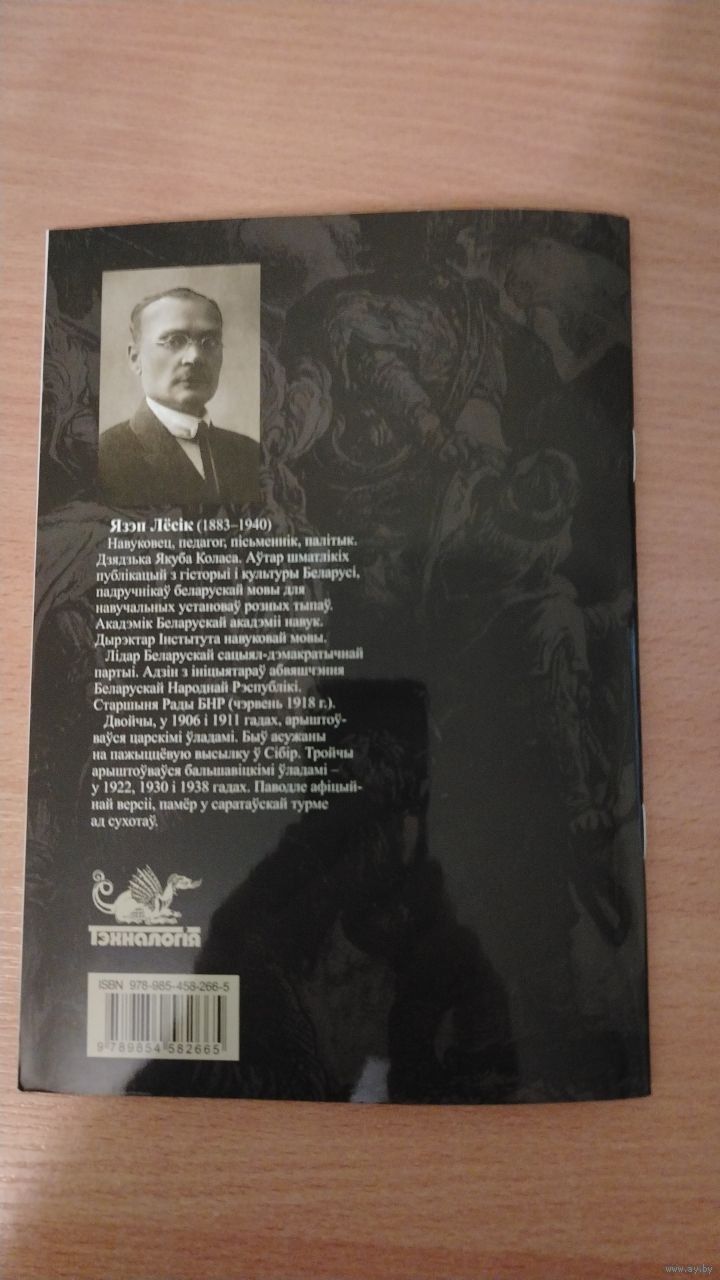 Язэп Лёсік (1883–1940)
Навуковец, педагог, пісьменнік, палітык.
Дзядзька Якуба Коласа. Аўтар шматлікіх
публікацый з гісторыі і культуры Беларусі,
падручнікаў беларускай мовы для
навучальных установаў розных тыпаў.
Акадэмік Беларускай акадэміі навук.
Дырэктар Інстытута навуковай мовы.
Лідар Беларускай сацыял-дэмакратычнай
партыі. Адзін з ініцыятараў абвяшчэння
Беларускай Народнай Рэспублікі.
Старшыня Рады БНР (чэрвень 1918 г.).
Двойчы, у 1906 і 1911 гадах, арыштоў-
ваўся царскімі ўладамі. Быў асуджаны
на пажыццёвую высылку ў Сібір. Тройчы
арыштоўваўся бальшавіцкімі ўладамі –
у 1922, 1930 і 1938 гадах. Паводле афіцый-
най версіі, памёр у саратаўскай турме
ад сухотаў.
Тэхналогія
ISBN 978-985-458-266-5
9 789854 582665
www.ay.by